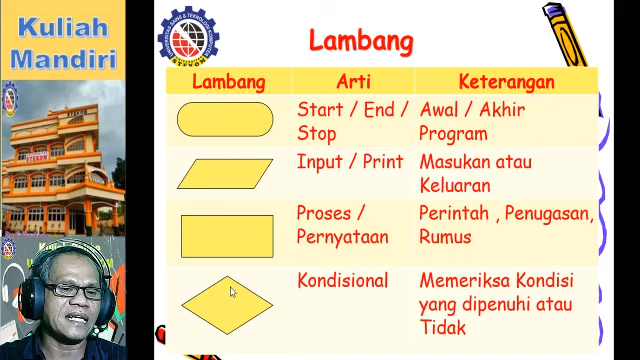 Kuliah
Mandiri
STEKOM
Lambang
Lambang Arti Keterangan
Start / End / Stop
Awal / Akhir Program
Input / Print
Masukan atau Keluaran
Proses / Pernyataan
Perintah , Penugasan, Rumus
Kondisional
Memeriksa Kondisi yang dipenuhi atau Tidak